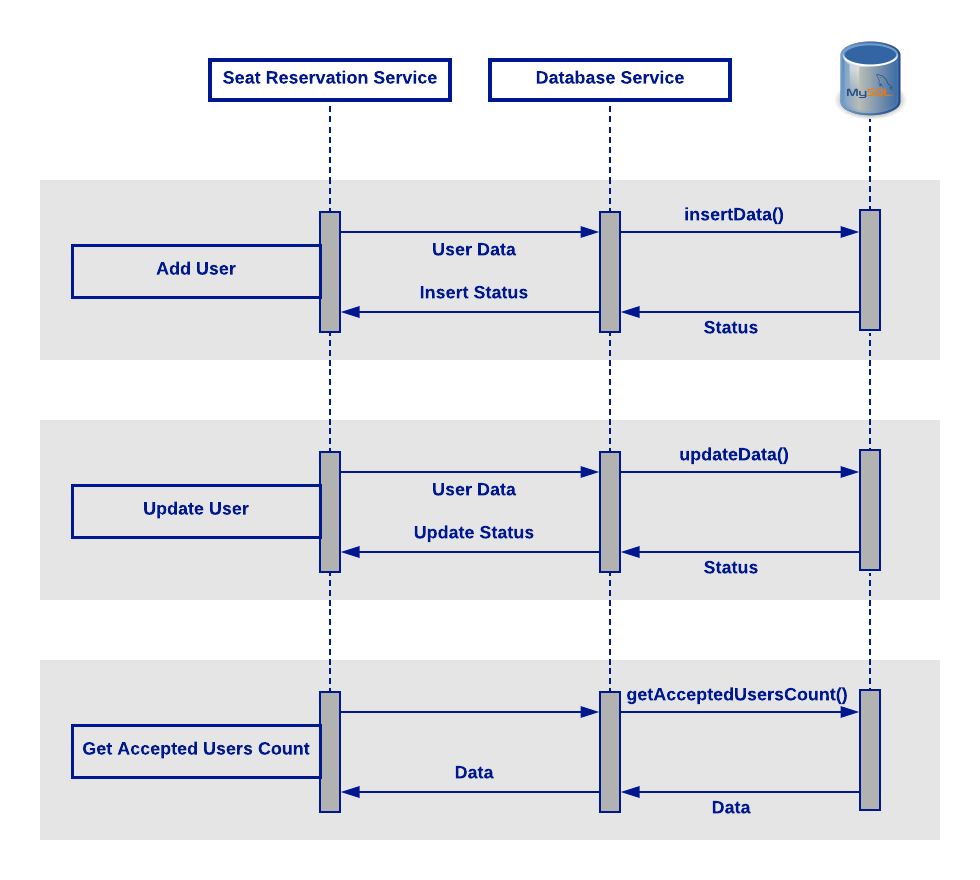 Seat Reservation Service
Database Service
MySQL
insertData()
User Data
Add User
Insert Status
Status
updateData()
User Data
Update User
Update Status
Status
getAcceptedUsersCount()
Get Accepted Users Count
Data
Data